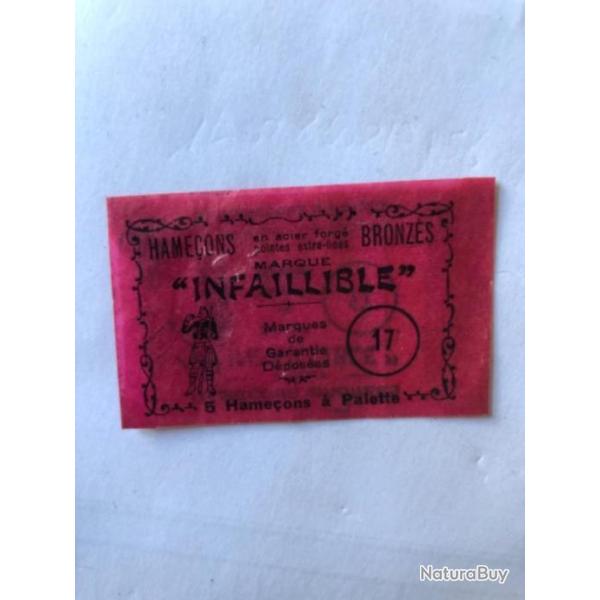 HAMEÇONS en acier forgé BRONZÉS
pointes extra-fines
MARQUE
"INFAILLIBLE"
Marques
de
Garantie
Déposées
17
5 Hameçons à Palette
NaturaBuy